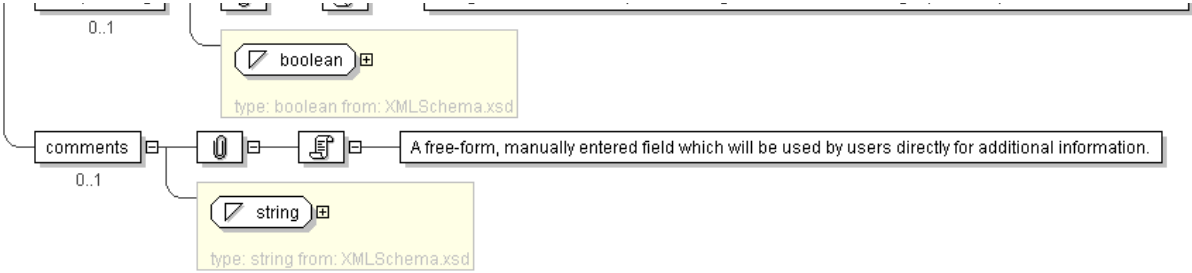 0..1
boolean
type: boolean from: XMLSchema.xsd
comments
A free-form, manually entered field which will be used by users directly for additional information.
0..1
string
type: string from: XMLSchema.xsd